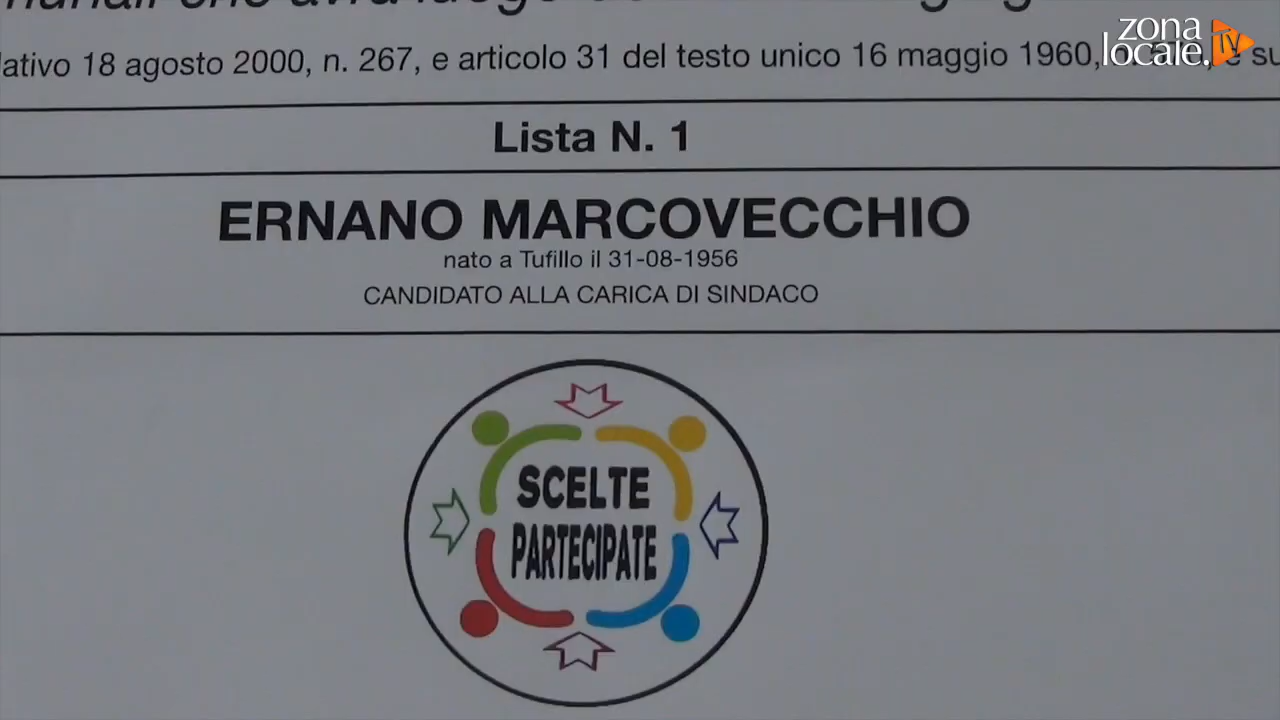 zona
locale.
TV
lativo 18 agosto 2000, n. 267, e articolo 31 del testo unico 16 maggio 1960,
Lista N. 1
ERNANO MARCOVECCHIO
nato a Tufillo il 31-08-1956
CANDIDATO ALLA CARICA DI SINDACO
SCELTE
PARTECIPATE